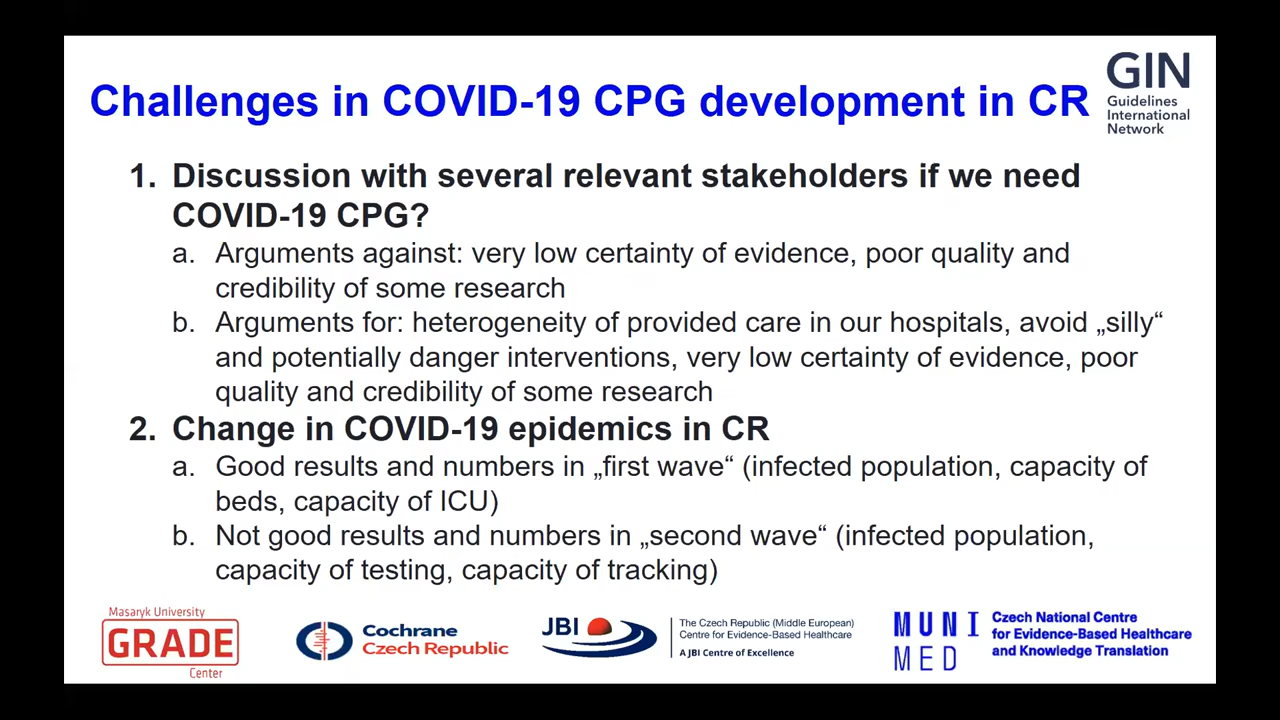 Challenges in COVID-19 CPG development in CR
GIN
Guidelines
International
Network
1. Discussion with several relevant stakeholders if we need
COVID-19 CPG?
a. Arguments against: very low certainty of evidence, poor quality and
credibility of some research
b. Arguments for: heterogeneity of provided care in our hospitals, avoid „silly“
and potentially danger interventions, very low certainty of evidence, poor
quality and credibility of some research
2. Change in COVID-19 epidemics in CR
a. Good results and numbers in „first wave“ (infected population, capacity of
beds, capacity of ICU)
b. Not good results and numbers in „second wave“ (infected population,
capacity of testing, capacity of tracking)
Masaryk University
GRADE
Center
Cochrane
Czech Republic
JBI
The Czech Republic (Middle European)
Centre for Evidence-Based Healthcare
A JBI Centre of Excellence
MUNI
MED
Czech National Centre
for Evidence-Based Healthcare
and Knowledge Translation